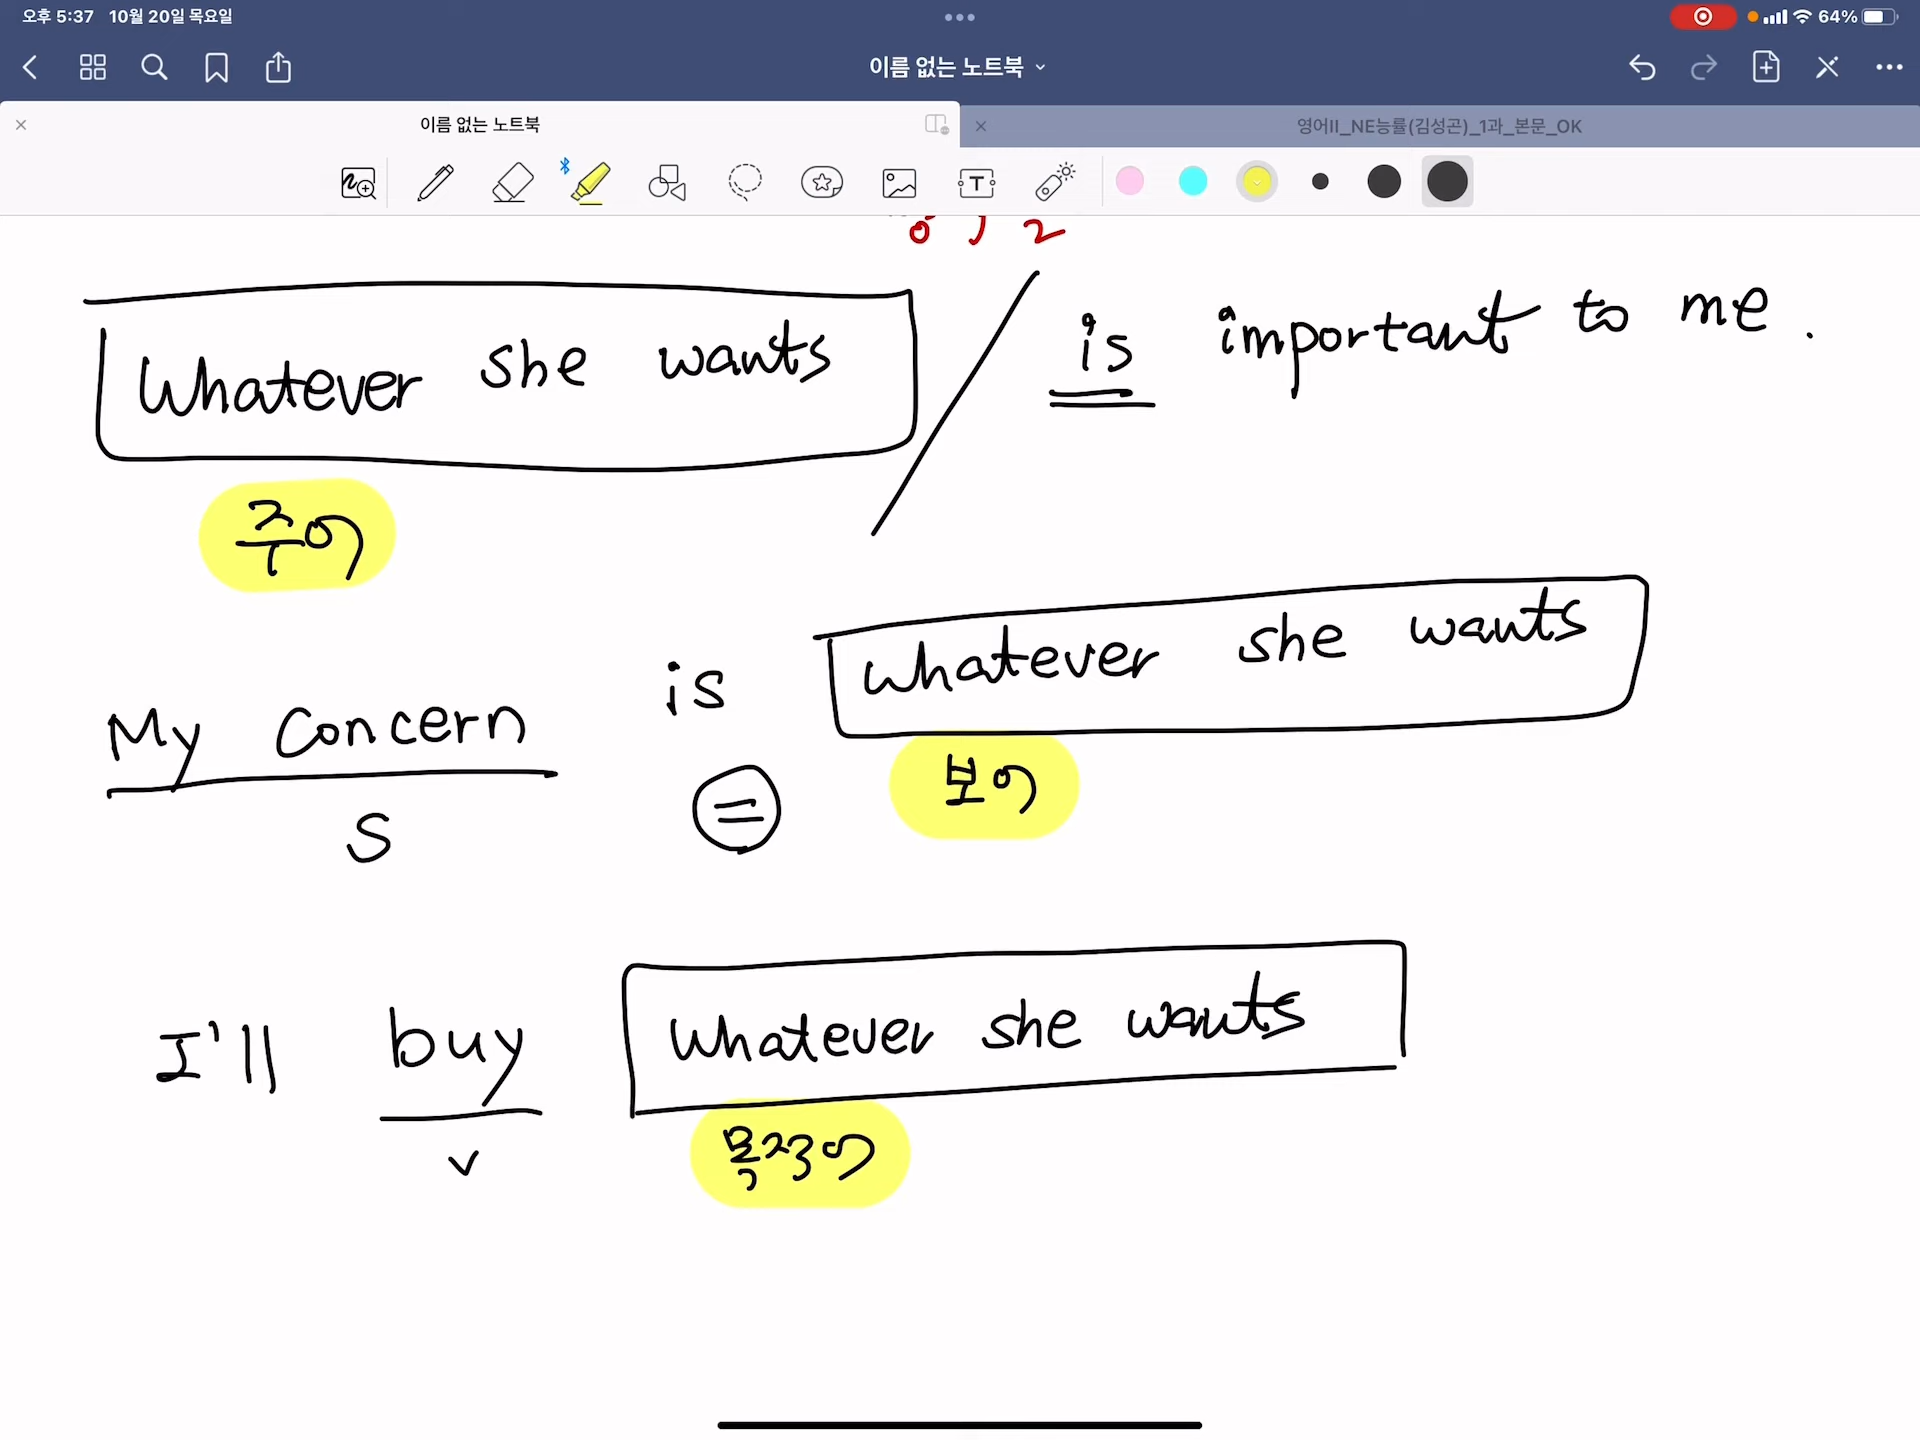 오후 5:37 10월 20일 목요일
64%
이름 없는 노트북
이름 없는 노트북
영어II_NE능률(김성곤)_1과_본문_OK
Whatever she wants / is important to me.
주어
My concern is whatever she wants
S = 보어
I'll buy whatever she wants
v 목적어